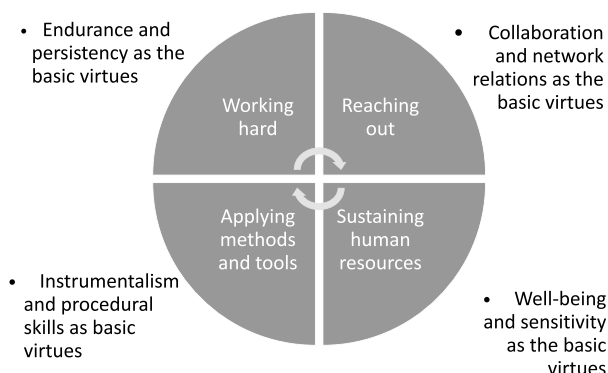 • Endurance and
persistency as the
basic virtues
• Collaboration
and network
relations as the
basic virtues
Working
hard
Reaching
out
Applying
methods
and tools
Sustaining
human
resources
• Instrumentalism
and procedural
skills as basic
virtues
• Well-being
and sensitivity
as the basic
virtues